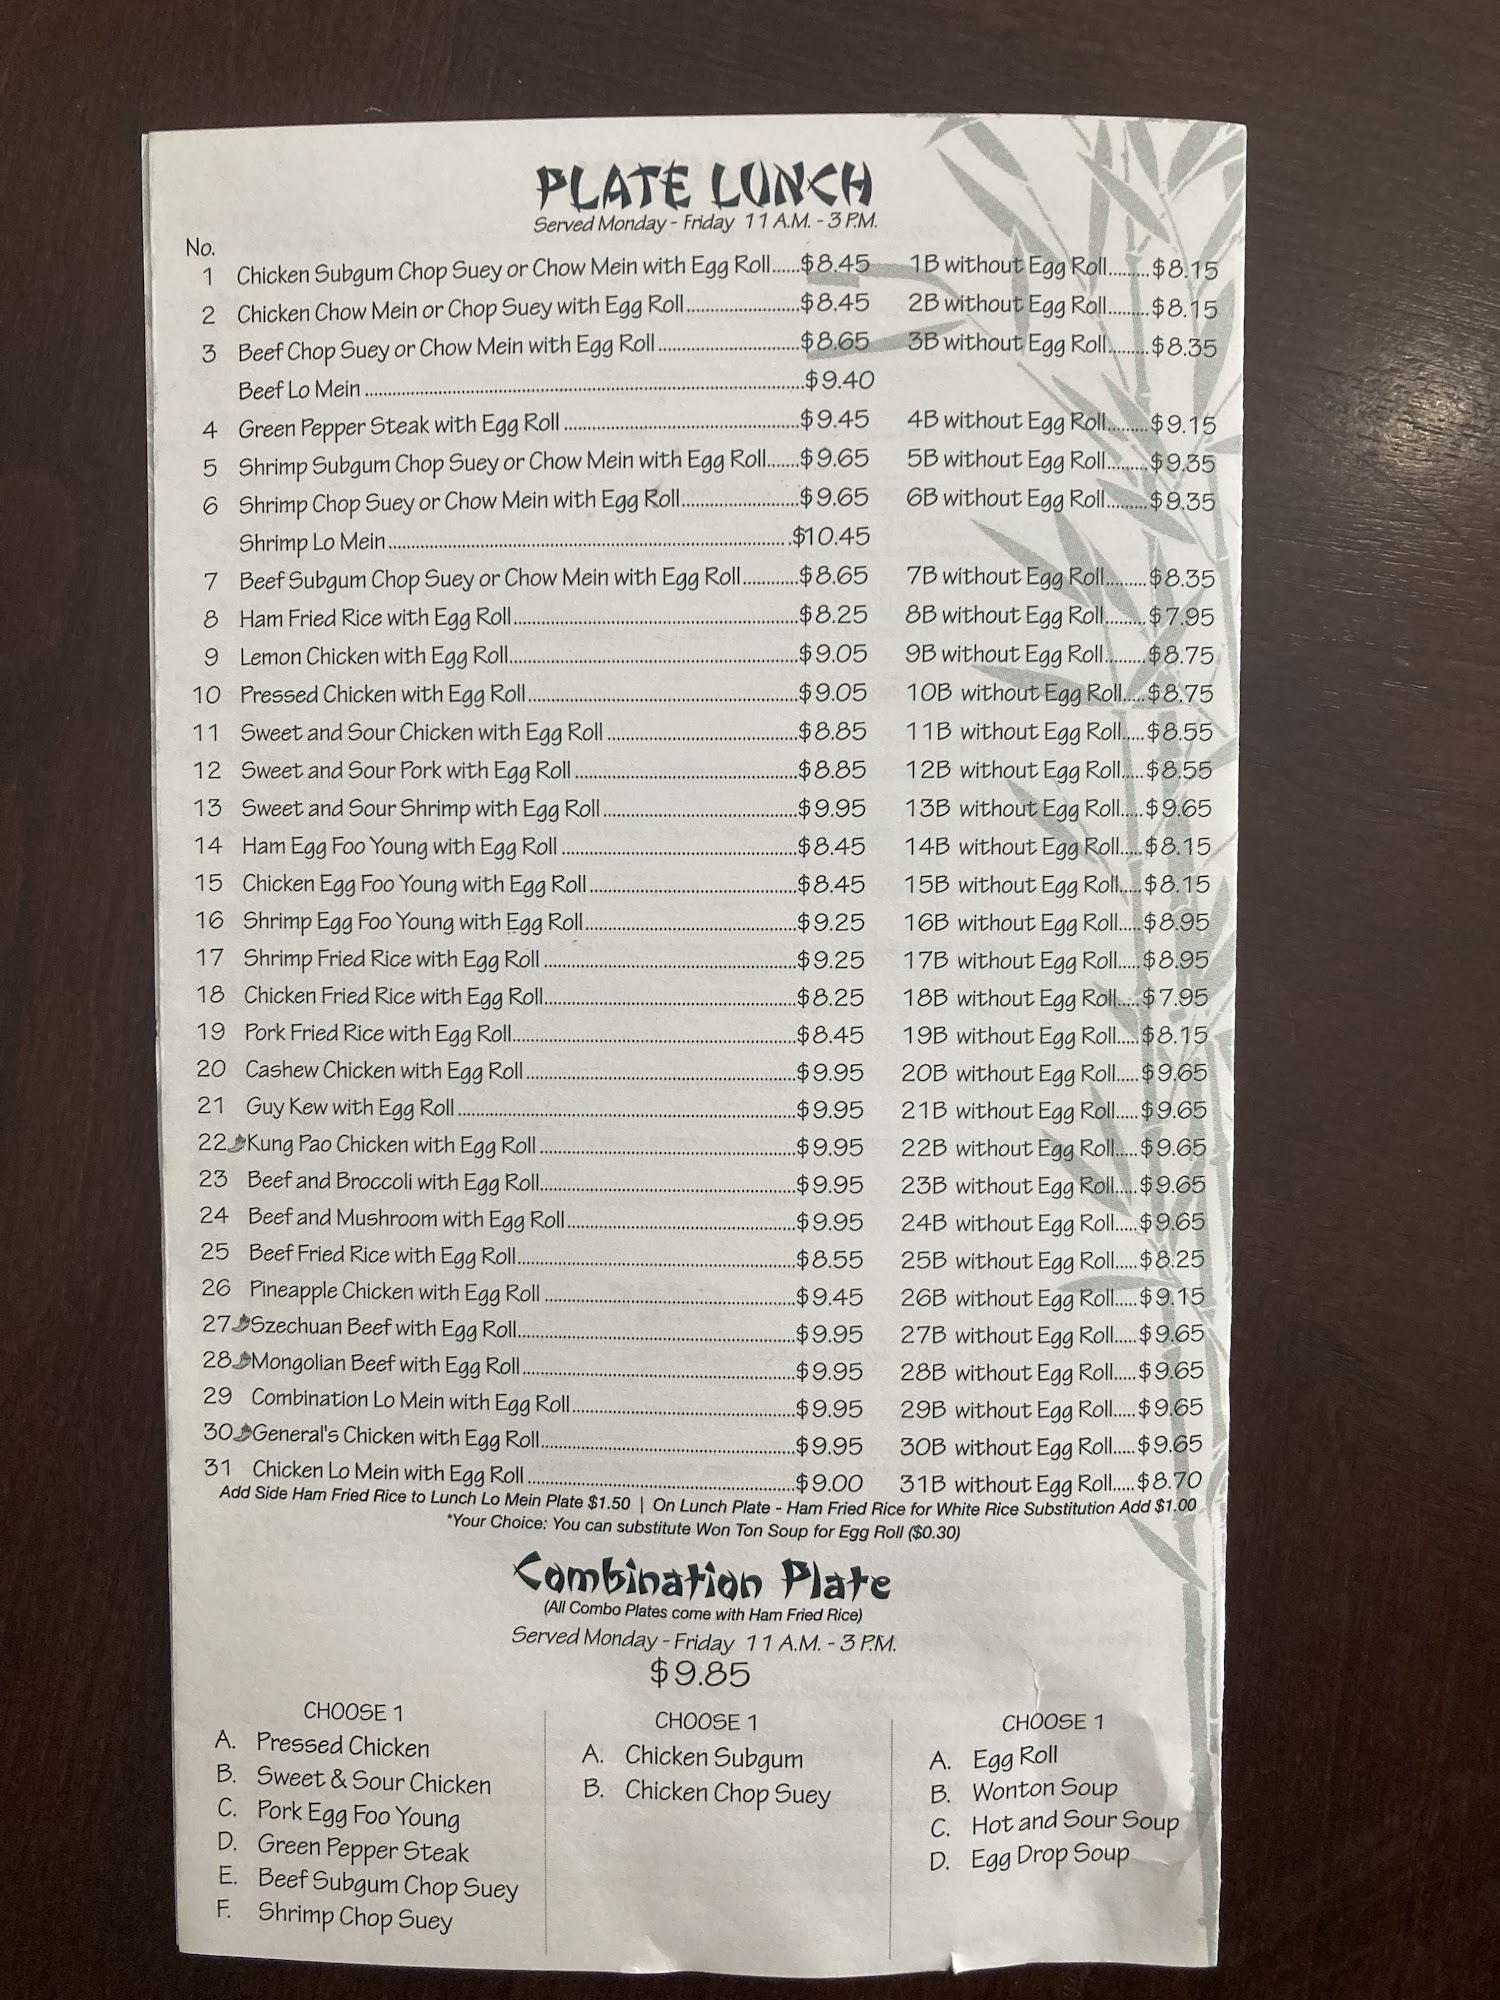 PLATE LUNCH
Served Monday - Friday 11 A.M. - 3 P.M.
No.
1 Chicken Subgum Chop Suey or Chow Mein with Egg Roll......$8.45 1B without Egg Roll.........$8.15
2 Chicken Chow Mein or Chop Suey with Egg Roll........................$8.45 2B without Egg Roll.........$8.15
3 Beef Chop Suey or Chow Mein with Egg Roll..............................$8.65 3B without Egg Roll.........$8.35
Beef Lo Mein ...............................................................................................$9.40
4 Green Pepper Steak with Egg Roll ..................................................$9.45 4B without Egg Roll.........$9.15
5 Shrimp Subgum Chop Suey or Chow Mein with Egg Roll.......$9.65 5B without Egg Roll.........$9.35
6 Shrimp Chop Suey or Chow Mein with Egg Roll.........................$9.65 6B without Egg Roll.........$9.35
Shrimp Lo Mein.......................................................................................$10.45
7 Beef Subgum Chop Suey or Chow Mein with Egg Roll............$8.65 7B without Egg Roll.........$8.35
8 Ham Fried Rice with Egg Roll.............................................................$8.25 8B without Egg Roll.........$7.95
9 Lemon Chicken with Egg Roll..............................................................$9.05 9B without Egg Roll.........$8.75
10 Pressed Chicken with Egg Roll..........................................................$9.05 10B without Egg Roll.....$8.75
11 Sweet and Sour Chicken with Egg Roll .........................................$8.85 11B without Egg Roll.....$8.55
12 Sweet and Sour Pork with Egg Roll ................................................$8.85 12B without Egg Roll.....$8.55
13 Sweet and Sour Shrimp with Egg Roll ..........................................$9.95 13B without Egg Roll.....$9.65
14 Ham Egg Foo Young with Egg Roll ...................................................$8.45 14B without Egg Roll.....$8.15
15 Chicken Egg Foo Young with Egg Roll.............................................$8.45 15B without Egg Roll.....$8.15
16 Shrimp Egg Foo Young with Egg Roll..............................................$9.25 16B without Egg Roll.....$8.95
17 Shrimp Fried Rice with Egg Roll ......................................................$9.25 17B without Egg Roll.....$8.95
18 Chicken Fried Rice with Egg Roll......................................................$8.25 18B without Egg Roll.....$7.95
19 Pork Fried Rice with Egg Roll.............................................................$8.45 19B without Egg Roll.....$8.15
20 Cashew Chicken with Egg Roll ..........................................................$9.95 20B without Egg Roll.....$9.65
21 Guy Kew with Egg Roll .........................................................................$9.95 21B without Egg Roll.....$9.65
22 Kung Pao Chicken with Egg Roll .......................................................$9.95 22B without Egg Roll.....$9.65
23 Beef and Broccoli with Egg Roll.......................................................$9.95 23B without Egg Roll.....$9.65
24 Beef and Mushroom with Egg Roll.................................................$9.95 24B without Egg Roll.....$9.65
25 Beef Fried Rice with Egg Roll............................................................$8.55 25B without Egg Roll.....$8.25
26 Pineapple Chicken with Egg Roll ......................................................$9.45 26B without Egg Roll.....$9.15
27 Szechuan Beef with Egg Roll............................................................$9.95 27B without Egg Roll.....$9.65
28 Mongolian Beef with Egg Roll...........................................................$9.95 28B without Egg Roll.....$9.65
29 Combination Lo Mein with Egg Roll................................................$9.95 29B without Egg Roll.....$9.65
30 General's Chicken with Egg Roll.......................................................$9.95 30B without Egg Roll.....$9.65
31 Chicken Lo Mein with Egg Roll ..........................................................$9.00 31B without Egg Roll.....$8.70
Add Side Ham Fried Rice to Lunch Lo Mein Plate $1.50 | On Lunch Plate - Ham Fried Rice for White Rice Substitution Add $1.00
*Your Choice: You can substitute Won Ton Soup for Egg Roll ($0.30)
Combination Plate
(All Combo Plates come with Ham Fried Rice)
Served Monday - Friday 11 A.M. - 3 P.M.
$9.85
CHOOSE 1
A. Pressed Chicken
B. Sweet & Sour Chicken
C. Pork Egg Foo Young
D. Green Pepper Steak
E. Beef Subgum Chop Suey
F. Shrimp Chop Suey
CHOOSE 1
A. Chicken Subgum
B. Chicken Chop Suey
CHOOSE 1
A. Egg Roll
B. Wonton Soup
C. Hot and Sour Soup
D. Egg Drop Soup